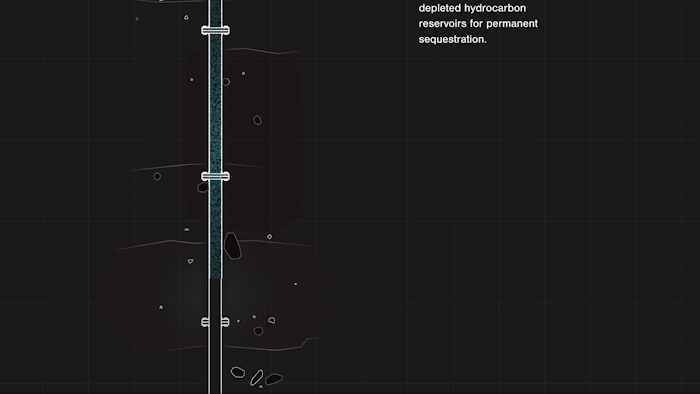 depleted hydrocarbon
reservoirs for permanent
sequestration.